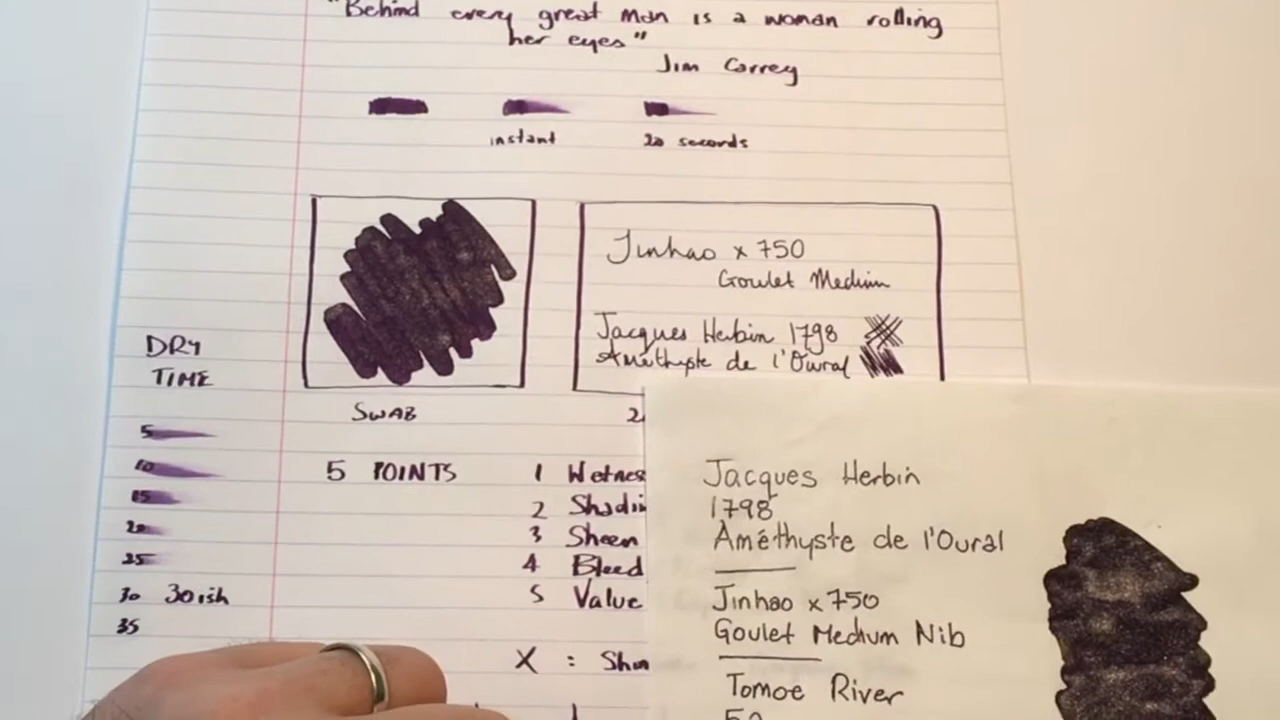 "Behind every great man is a woman rolling
her eyes"
Jim Carrey
instant
20 seconds
Jinhao x 750
Goulet Medium
Jacques Herbin 1798
Améthyste de l'Oural
DRY
TIME
SWAB
2
5
10
15
20
25
30 30ish
35
5 POINTS
1 Wetnes
2 Shadi
3 Sheen
4 Bleed
5 Value
X :
Jacques Herbin
1798
Améthyste de l'Oural
Jinhao x 750
Goulet Medium Nib
Tomoe River